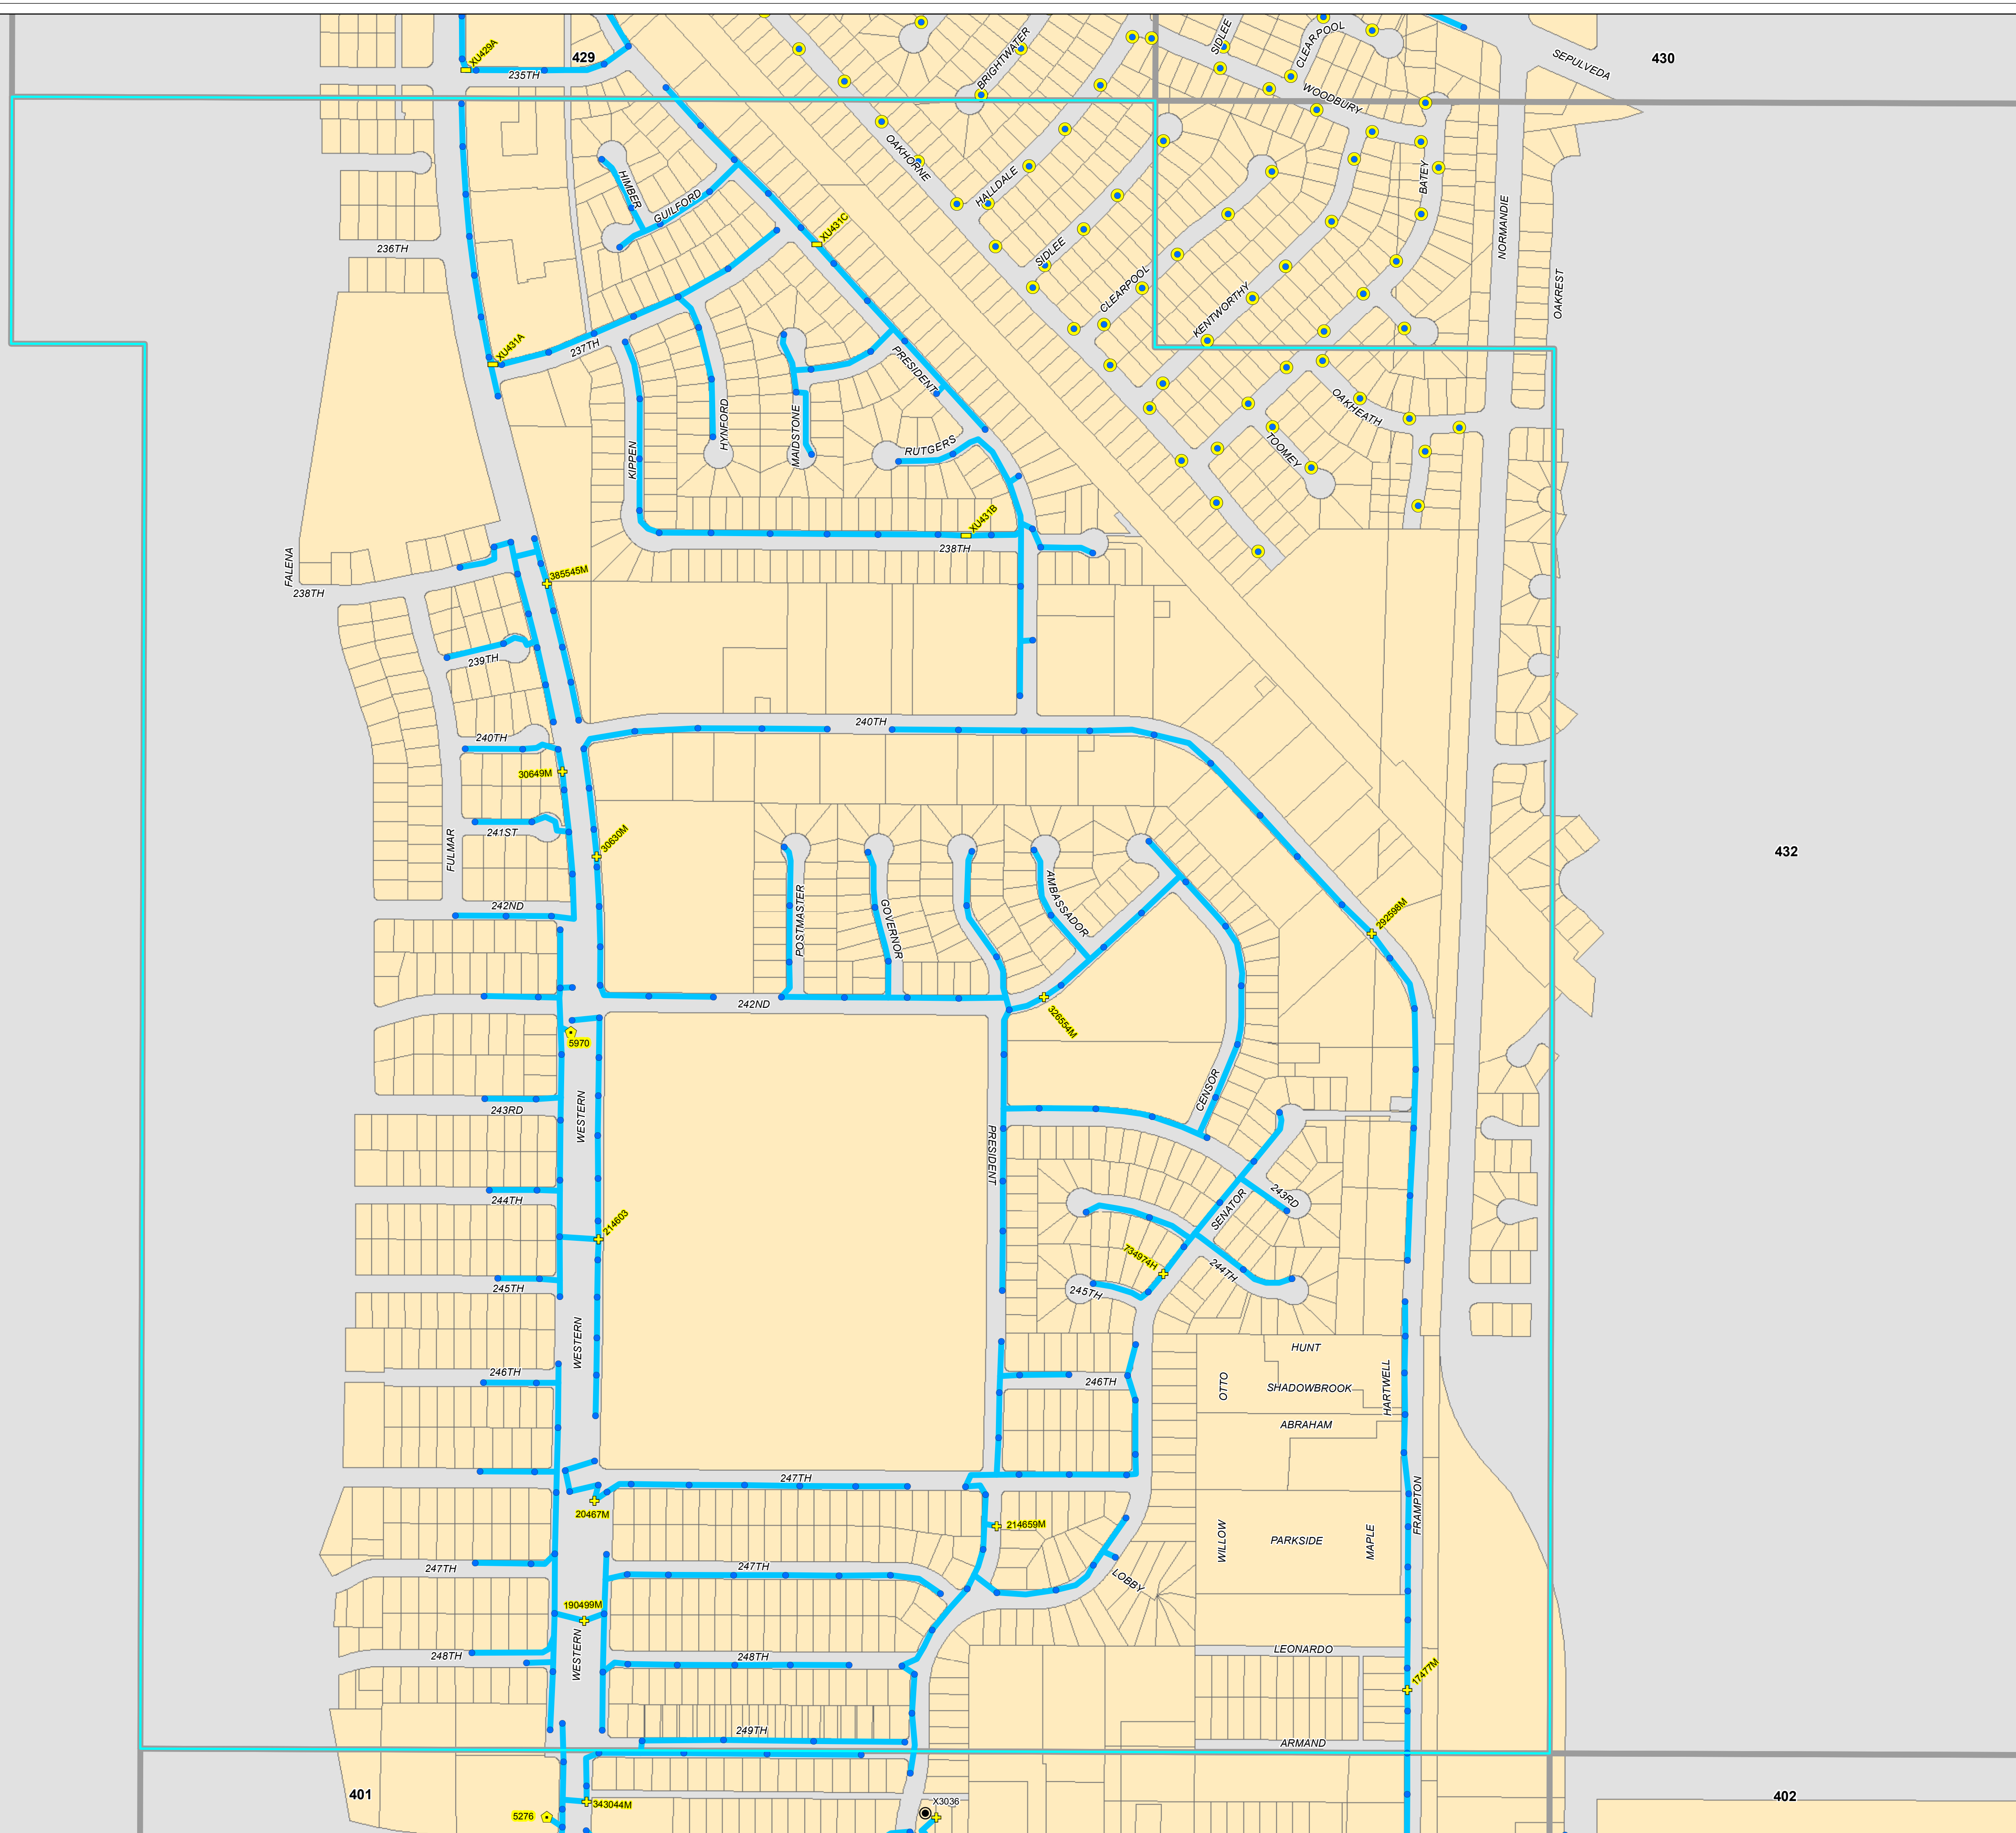 SIDLEE
CLEARPOOL
BRIGHTWATER
XU429A
429
430
SEPULVEDA
235TH
WOODBURY
OAKHORNE
HIMBER
GUILFORD
HALLDALE
BATEY
XU431C
NORMANDIE
236TH
SIDLEE
CLEARPOOL
OAKREST
KENTWORTHY
XU431A
237TH
PRESIDENT
OAKHEATH
HYNFORD
MAIDSTONE
RUTGERS
TOOMEY
KIPPEN
XU431B
238TH
385545M
FALENA
238TH
239TH
240TH
240TH
30649M
30630M
241ST
FULMAR
432
242ND
POSTMASTER
GOVERNOR
AMBASSADOR
292598M
242ND
326554M
5970
243RD
WESTERN
CENSOR
PRESIDENT
244TH
214603
SENATOR
243RD
734974H
244TH
245TH
245TH
WESTERN
HUNT
246TH
246TH
OTTO
SHADOWBROOK
HARTWELL
ABRAHAM
247TH
20467M
214659M
FRAMPTON
WILLOW
PARKSIDE
MAPLE
247TH
247TH
LOBBY
190499M
WESTERN
248TH
248TH
LEONARDO
17477M
249TH
ARMAND
401
402
343044M
5276
X3036